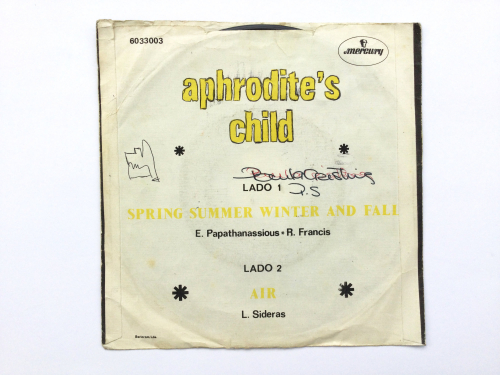 6033003
mercury
aphrodite's
child
LADO 1
P.S
SPRING SUMMER WINTER AND FALL
E. Papathanassious • R. Francis
LADO 2
AIR
L. Sideras